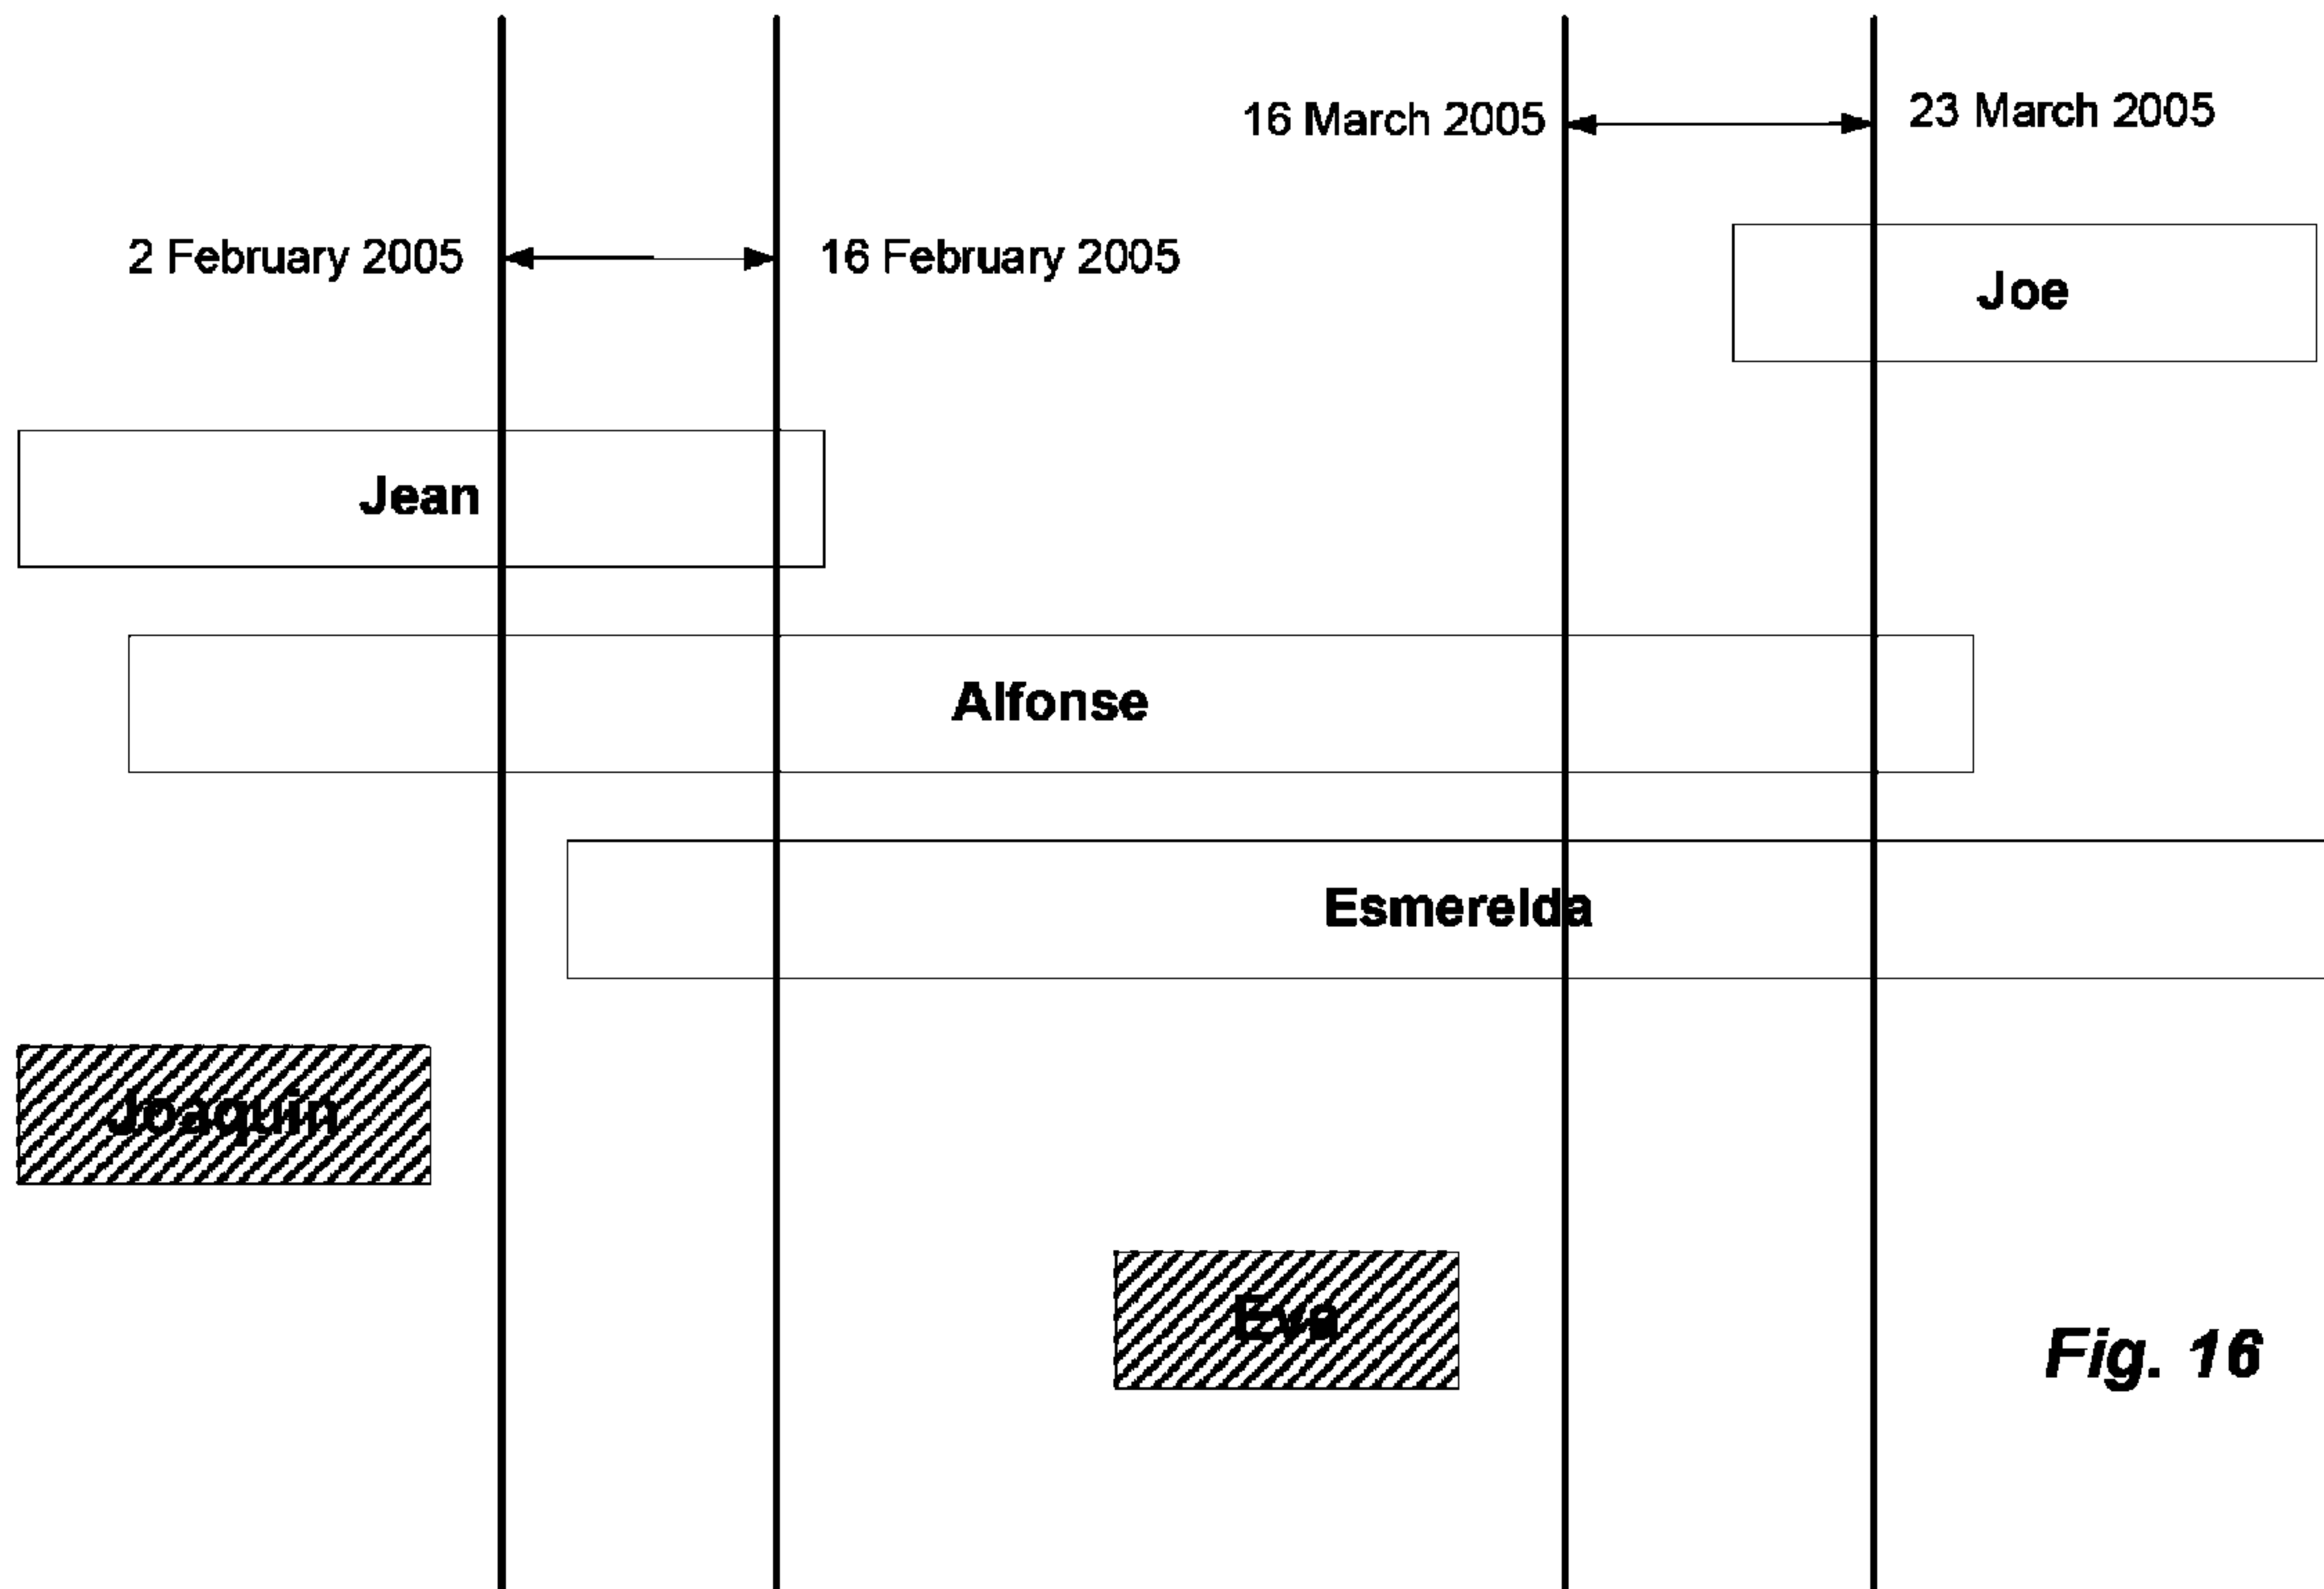 16 March 2005
23 March 2005
2 February 2005
16 February 2005
Joe
Jean
Alfonse
Esmerelda
Joaquin
Eva
Fig. 16